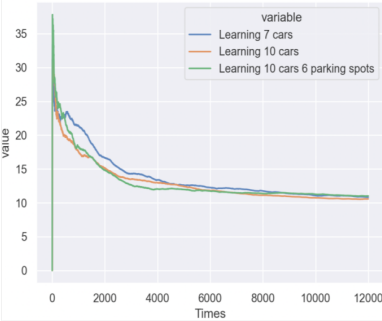 variable
Learning 7 cars
Learning 10 cars
Learning 10 cars 6 parking spots
value
35
30
25
20
15
10
5
0
0 2000 4000 6000 8000 10000 12000
Times